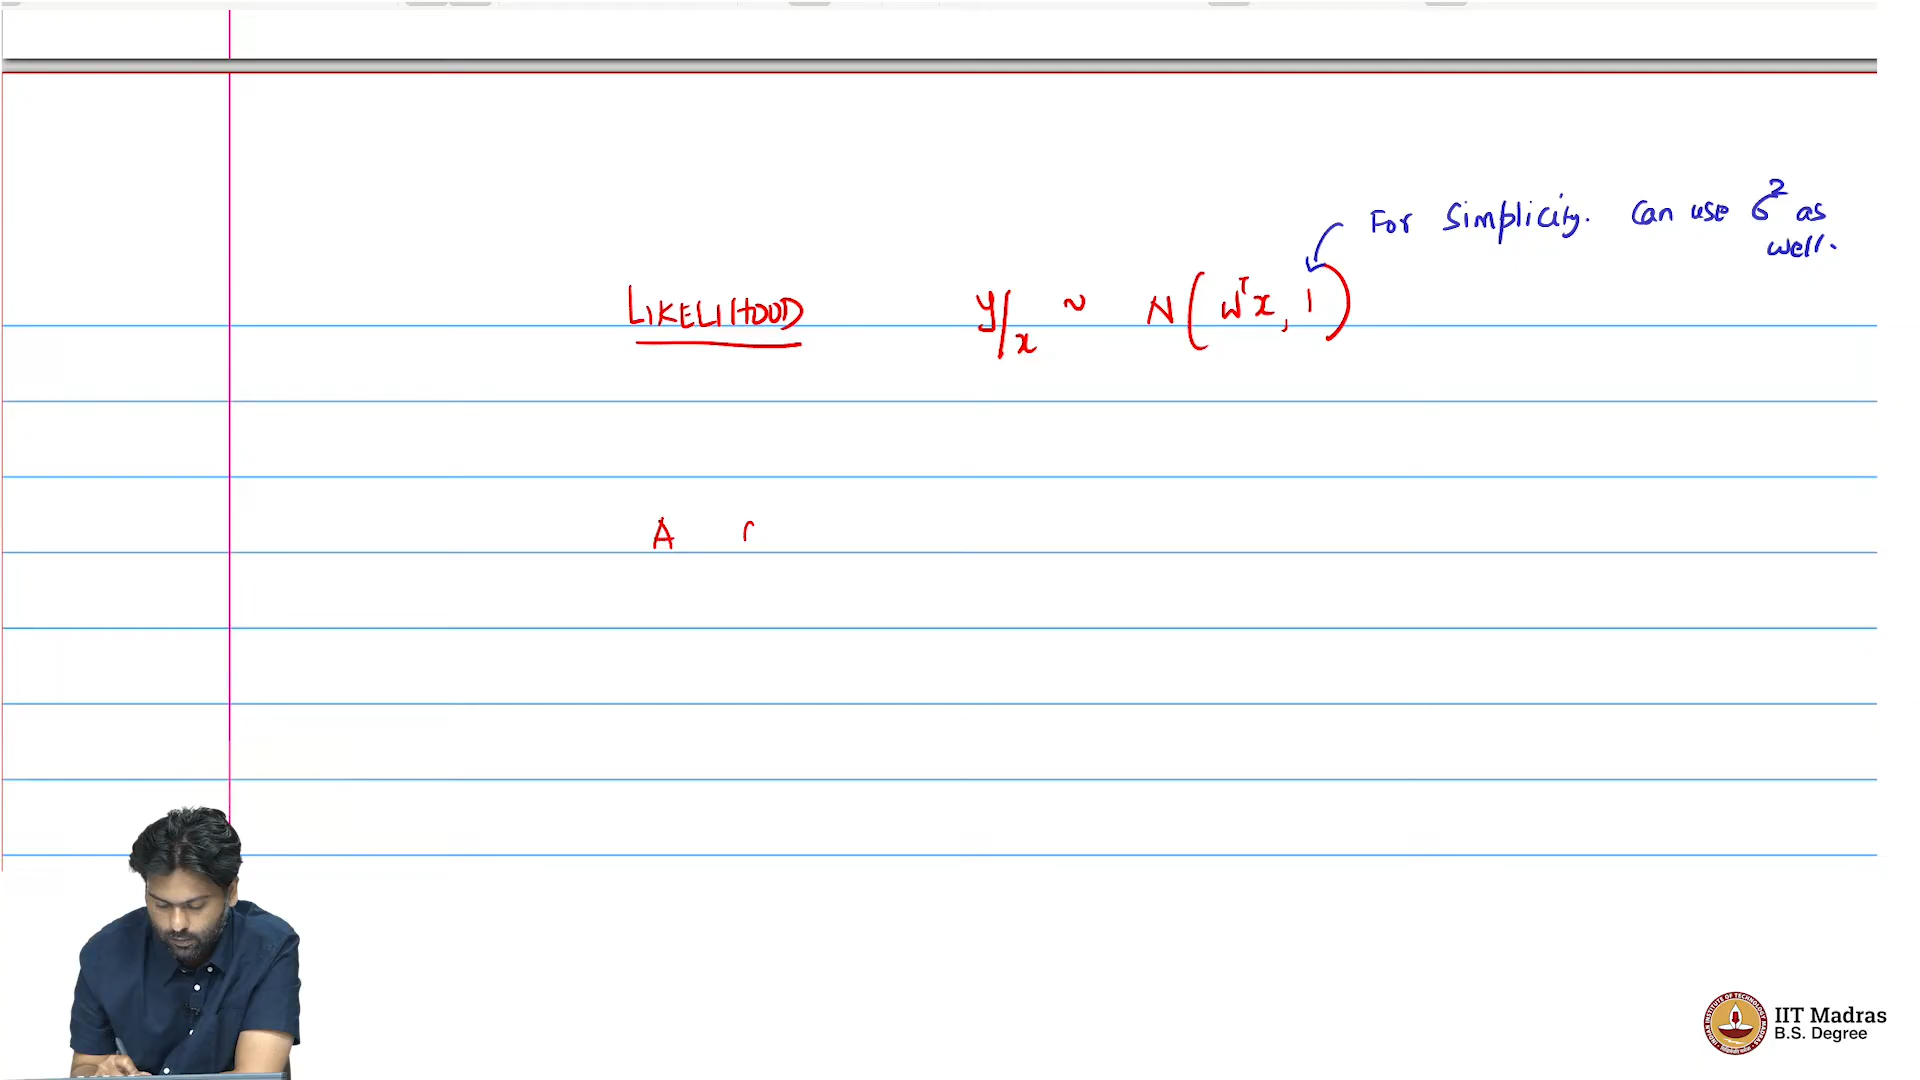 For Simplicity. Can use σ² as
well.
LIKELIHOOD y/x ~ N(wᵀx, 1)
A
IIT Madras
B.S. Degree